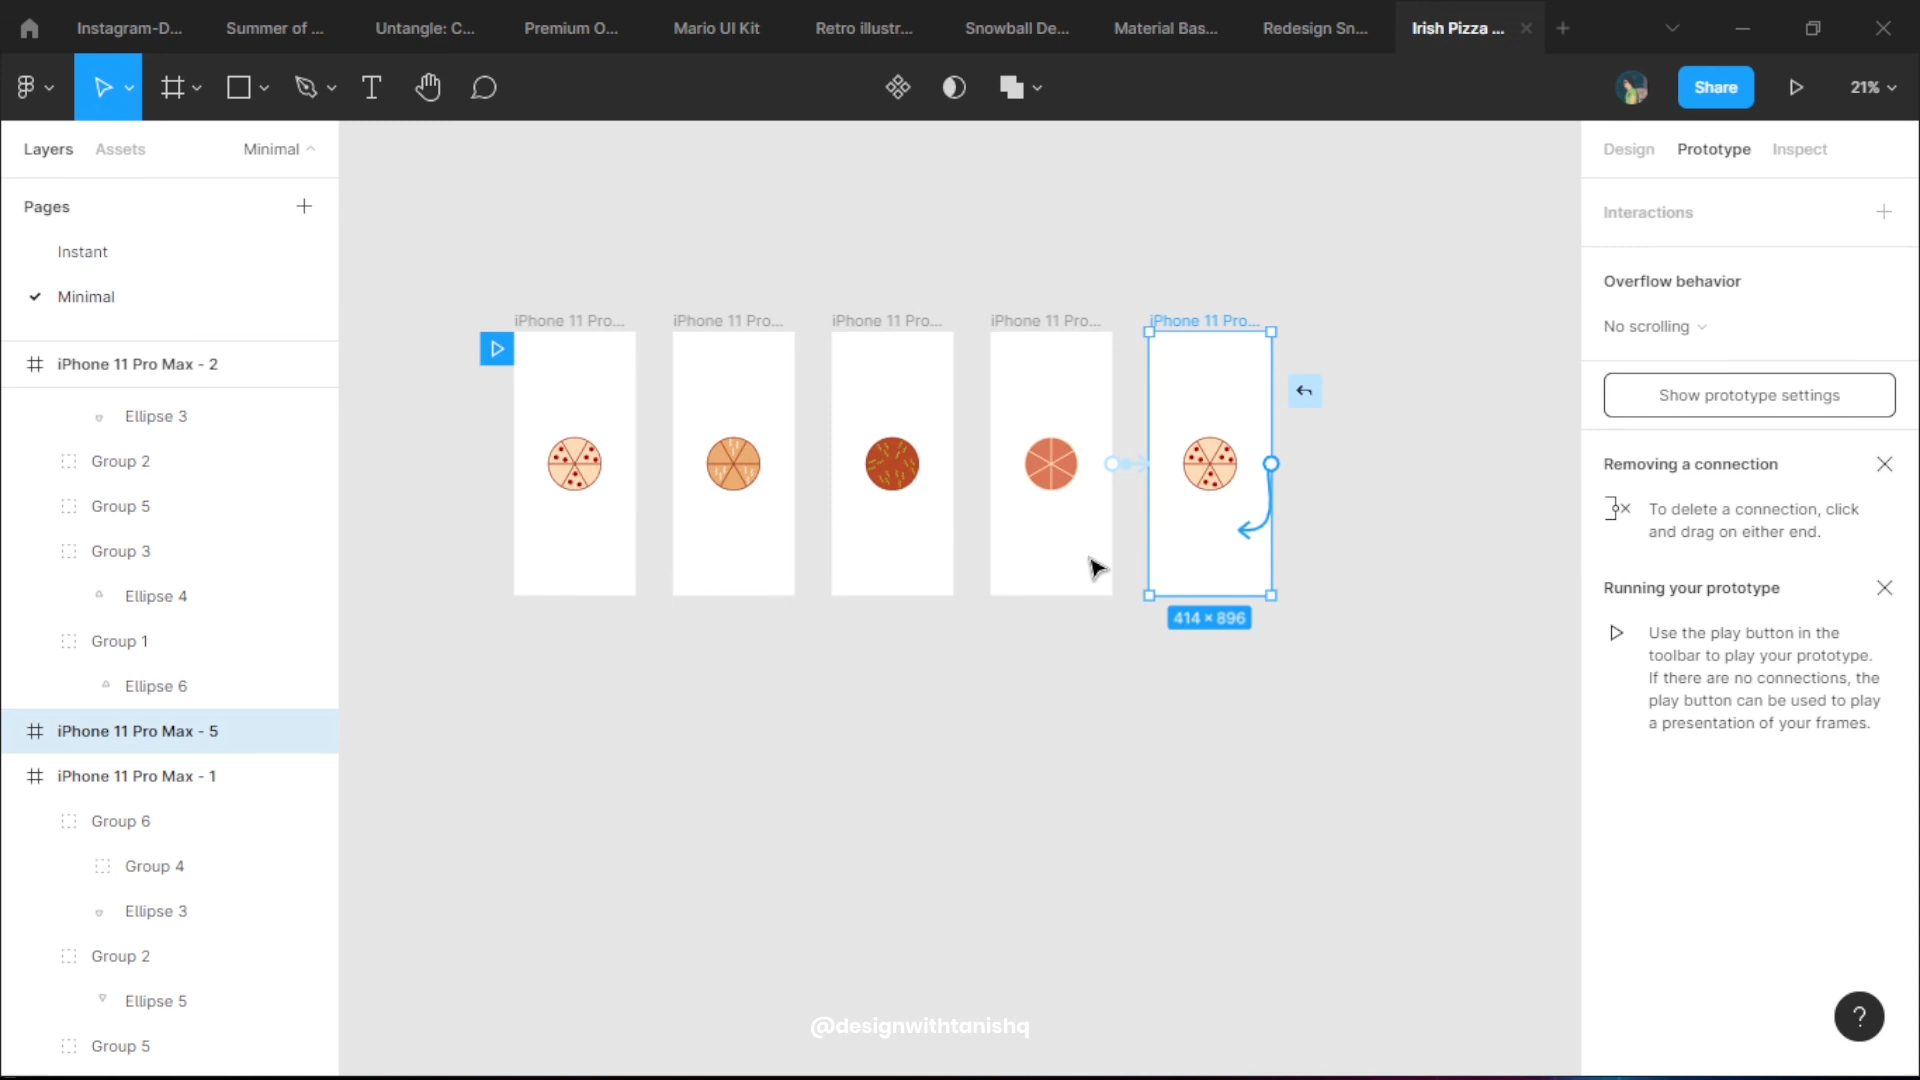 Instagram-D...
Summer of ...
Untangle: C...
Premium O...
Mario UI Kit
Retro illustr...
Snowball De...
Material Bas...
Redesign Sn...
Irish Pizza ...
Share
21%
Layers
Assets
Minimal
Design
Prototype
Inspect
Pages
Instant
Minimal
iPhone 11 Pro Max - 2
Ellipse 3
Group 2
Group 5
Group 3
Ellipse 4
Group 1
Ellipse 6
iPhone 11 Pro Max - 5
iPhone 11 Pro Max - 1
Group 6
Group 4
Ellipse 3
Group 2
Ellipse 5
Group 5
iPhone 11 Pro...
iPhone 11 Pro...
iPhone 11 Pro...
iPhone 11 Pro...
iPhone 11 Pro...
414 × 896
@designwithtanishq
Interactions
Overflow behavior
No scrolling
Show prototype settings
Removing a connection
To delete a connection, click
and drag on either end.
Running your prototype
Use the play button in the
toolbar to play your prototype.
If there are no connections, the
play button can be used to play
a presentation of your frames.
?